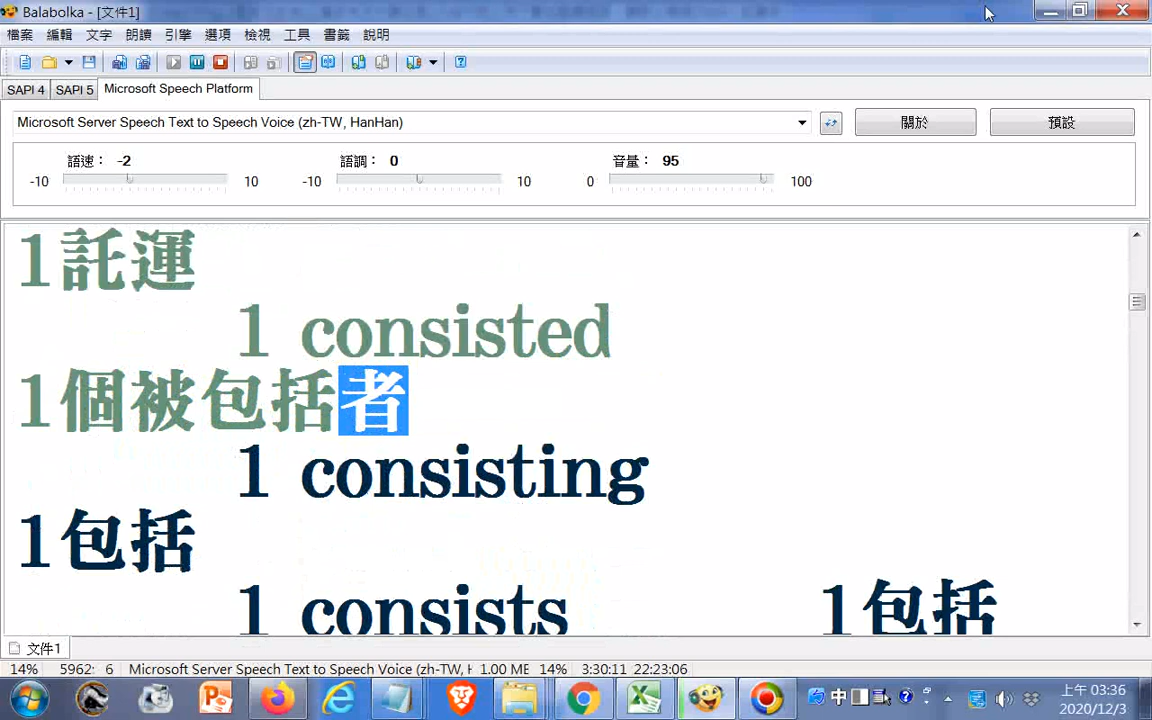 Balabolka - [文件1]
檔案 編輯 文字 朗讀 引擎 選項 檢視 工具 書籤 說明
SAPI 4 SAPI 5 Microsoft Speech Platform
Microsoft Server Speech Text to Speech Voice (zh-TW, HanHan) 關於 預設
語速： -2 語調： 0 音量： 95
-10 10 -10 10 0 100
1託運
1 consisted
1個被包括者
1 consisting
1包括
1 consists 1包括
文件1
14% 5962: 6 Microsoft Server Speech Text to Speech Voice (zh-TW, H 1.00 ME 14% 3:30:11 22:23:06
中 上午 03:36
2020/12/3